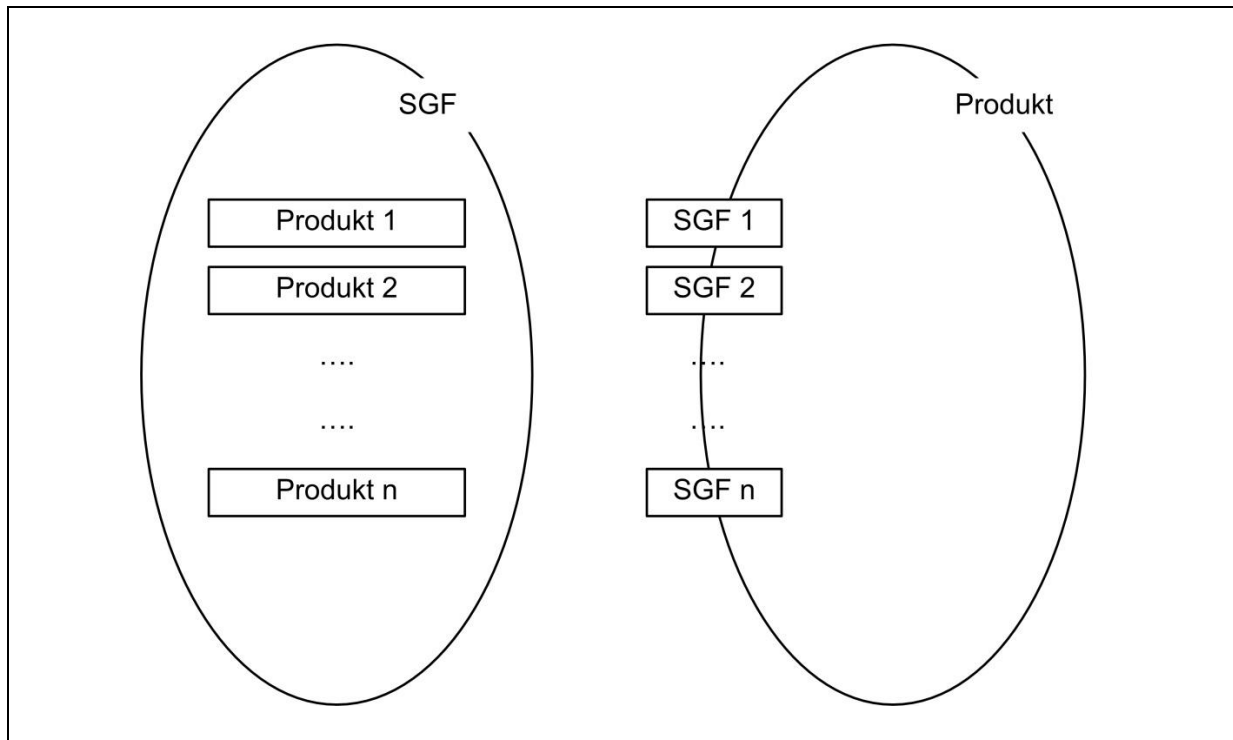 SGF
Produkt 1
Produkt 2
....
....
Produkt n
Produkt
SGF 1
SGF 2
....
....
SGF n